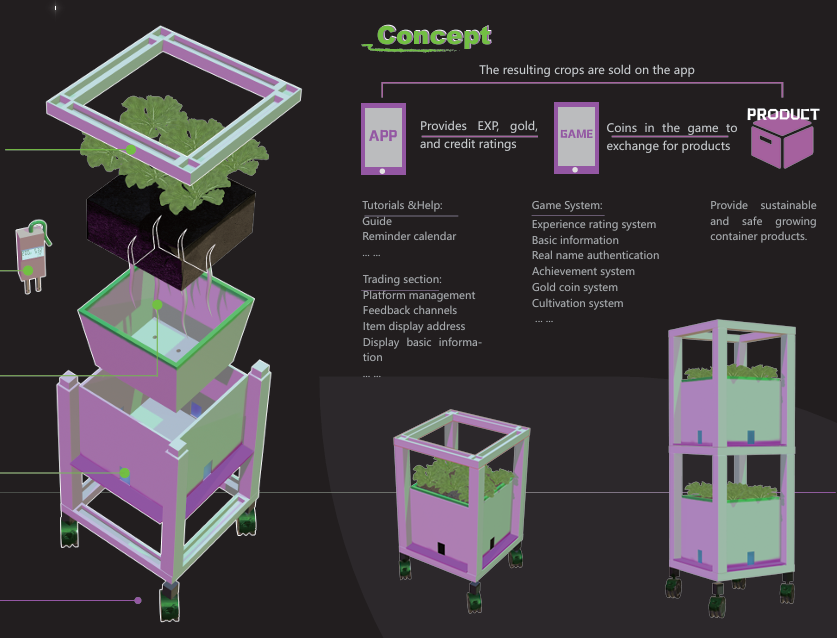 Concept
The resulting crops are sold on the app
APP
Provides EXP, gold,
and credit ratings
GAME
Coins in the game to
exchange for products
PRODUCT
Tutorials &Help:
Guide
Reminder calendar
... ...
Trading section:
Platform management
Feedback channels
Item display address
Display basic informa-
tion
... ...
Game System:
Experience rating system
Basic information
Real name authentication
Achievement system
Gold coin system
Cultivation system
... ...
Provide sustainable
and safe growing
container products.